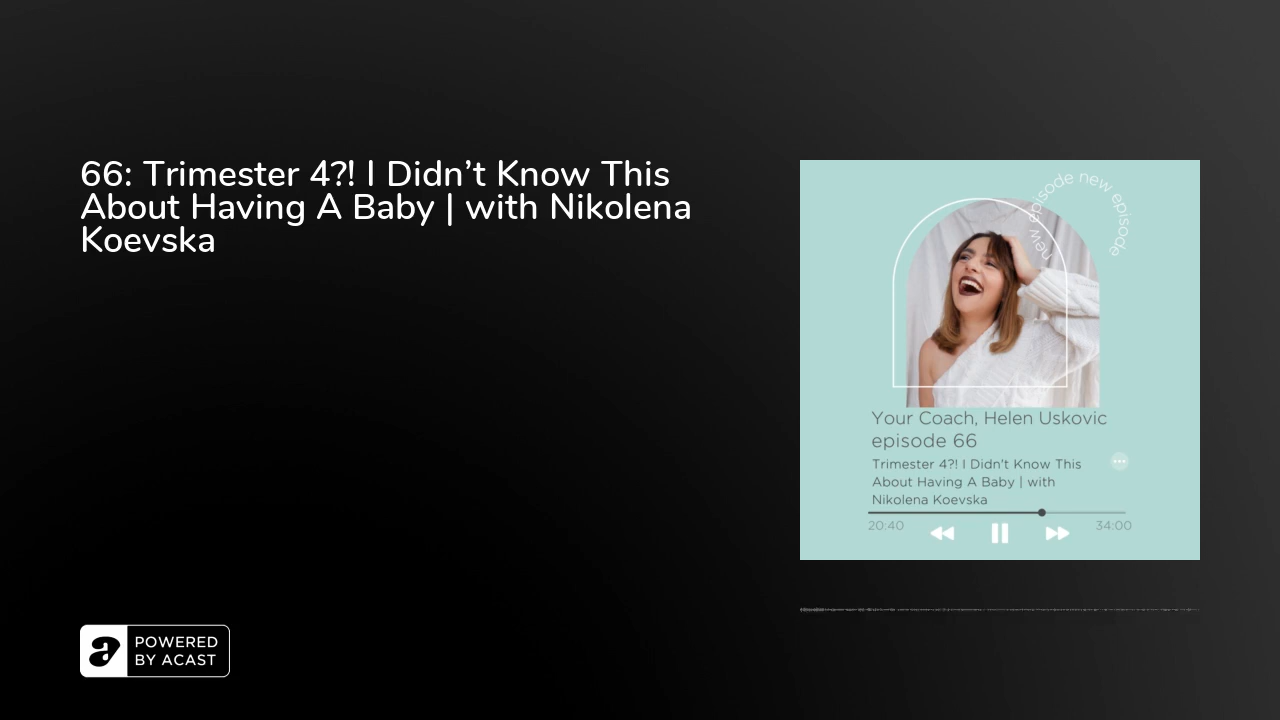 66: Trimester 4?! I Didn’t Know This
About Having A Baby | with Nikolena
Koevska
new episode new episode
Your Coach, Helen Uskovic
episode 66
Trimester 4?! I Didn't Know This
About Having A Baby | with
Nikolena Koevska
20:40
34:00
a
POWERED
BY ACAST